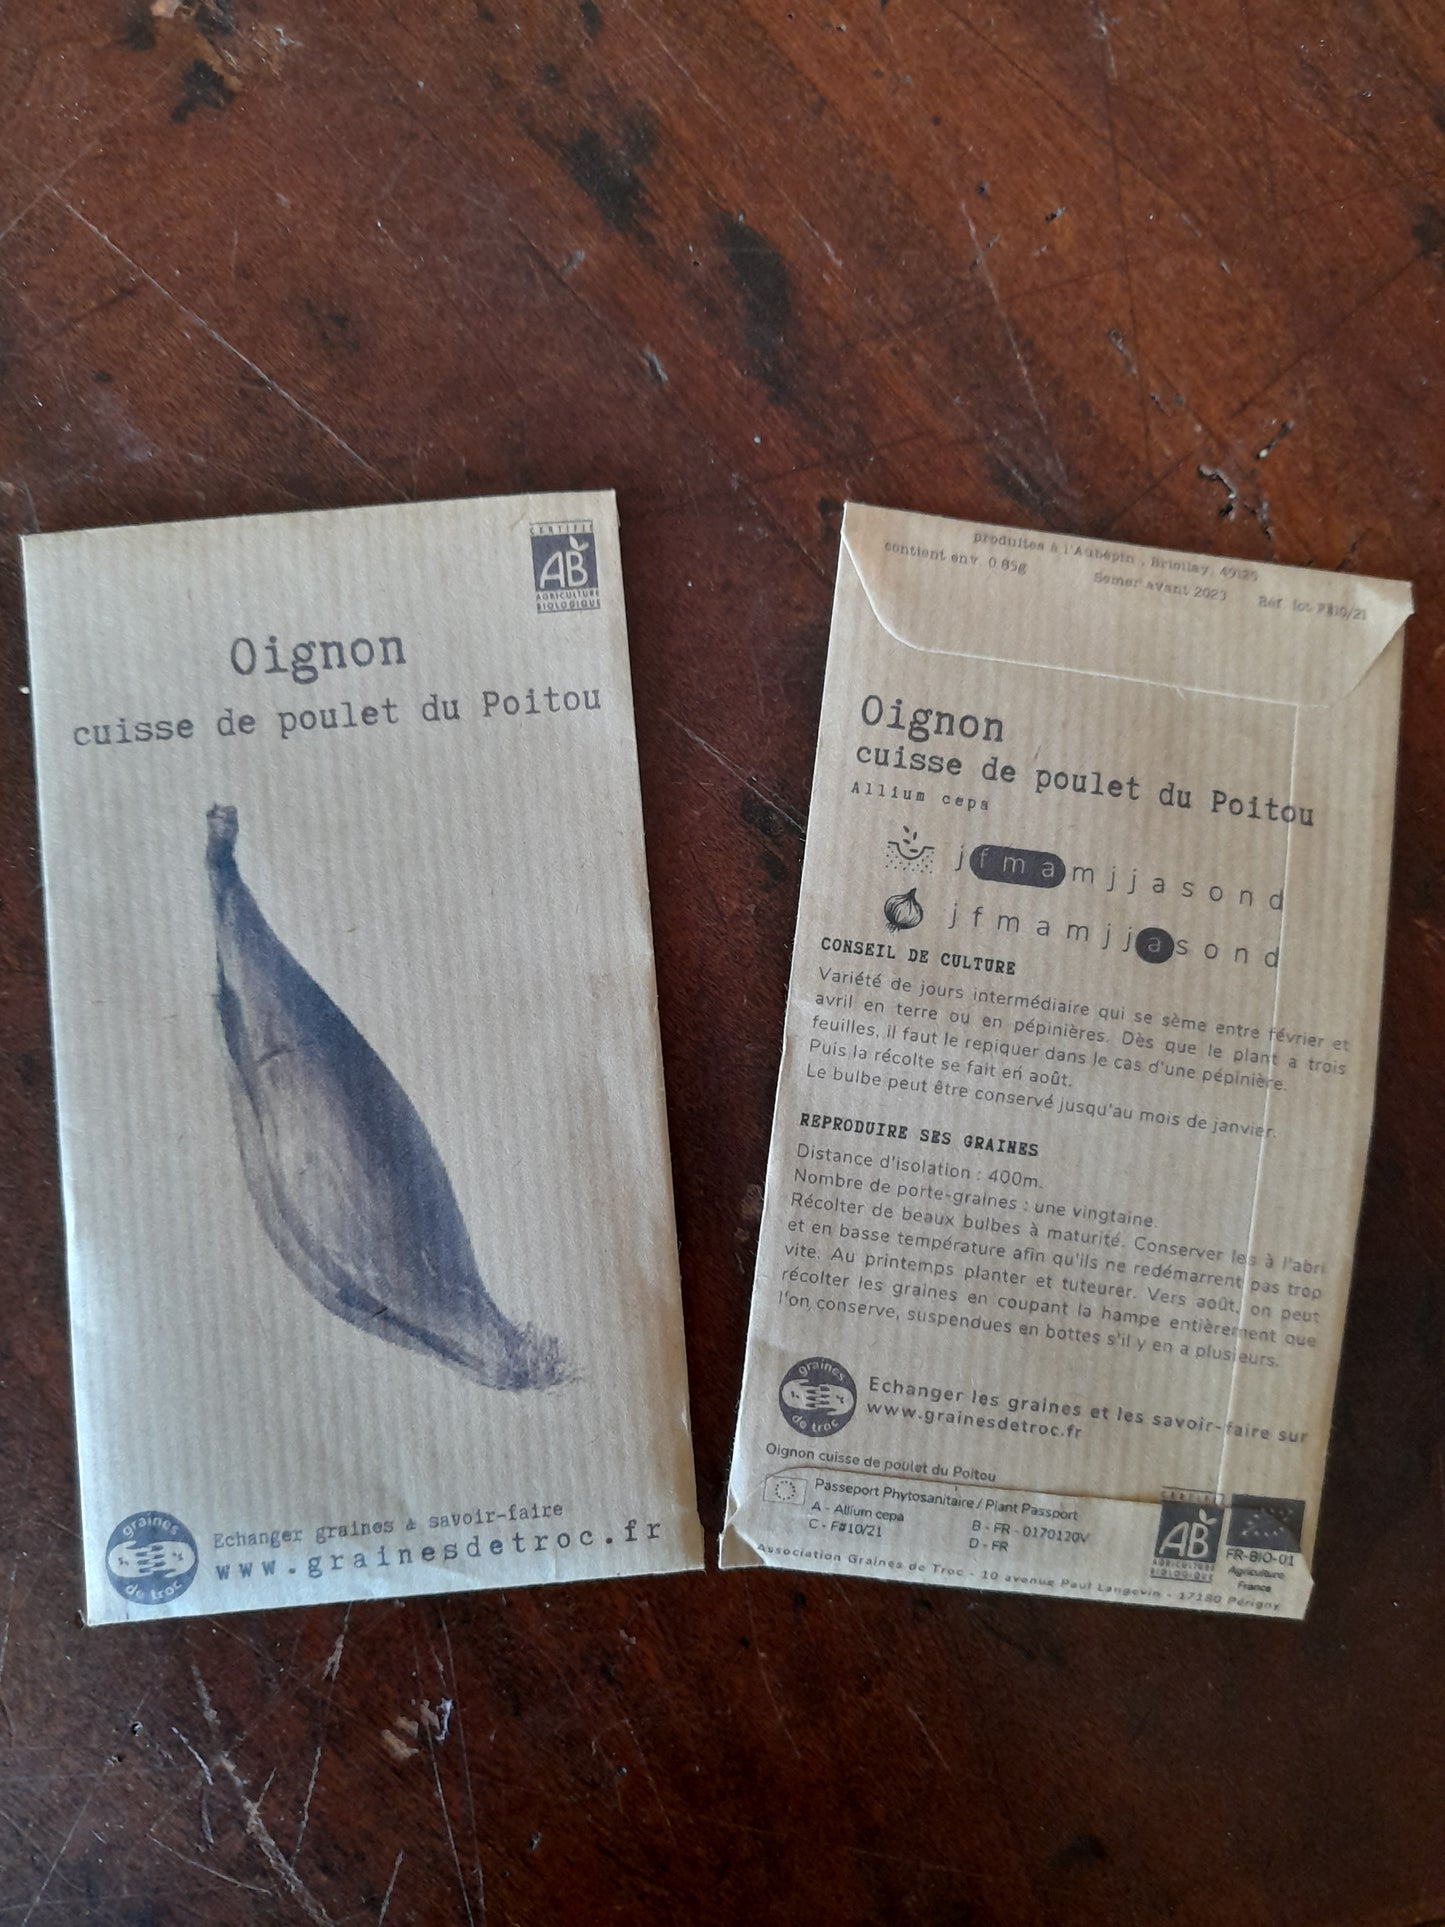 CERTIFIÉ
AB
AGRICULTURE
BIOLOGIQUE
Oignon
cuisse de poulet du Poitou
graines
de troc
Echanger graines & savoir-faire
www.grainesdetroc.fr
produites à l'Aubépin , Briollay, 49125
contient env. 0.85g
Semer avant 2023
Réf. lot F#10/21
Oignon
cuisse de poulet du Poitou
Allium cepa
j f m a m j j a s o n d
j f m a m j j a s o n d
CONSEIL DE CULTURE
Variété de jours intermédiaire qui se sème entre février et
avril en terre ou en pépinières. Dès que le plant a trois
feuilles, il faut le repiquer dans le cas d'une pépinière.
Puis la récolte se fait en août.
Le bulbe peut être conservé jusqu'au mois de janvier.
REPRODUIRE SES GRAINES
Distance d'isolation : 400m.
Nombre de porte-graines : une vingtaine.
Récolter de beaux bulbes à maturité. Conserver les à l'abri
et en basse température afin qu'ils ne redémarrent pas trop
vite. Au printemps planter et tuteurer. Vers août, on peut
récolter les graines en coupant la hampe entièrement que
l'on conserve, suspendues en bottes s'il y en a plusieurs.
graines
de troc
Echanger les graines et les savoir-faire sur
www.grainesdetroc.fr
Oignon cuisse de poulet du Poitou
Passeport Phytosanitaire / Plant Passport
A - Allium cepa
B - FR - 0170120V
C - F#10/21
D - FR
CERTIFIÉ
AB
AGRICULTURE
BIOLOGIQUE
FR-BIO-01
Agriculture
France
Association Graines de Troc - 10 avenue Paul Langevin - 17180 Périgny